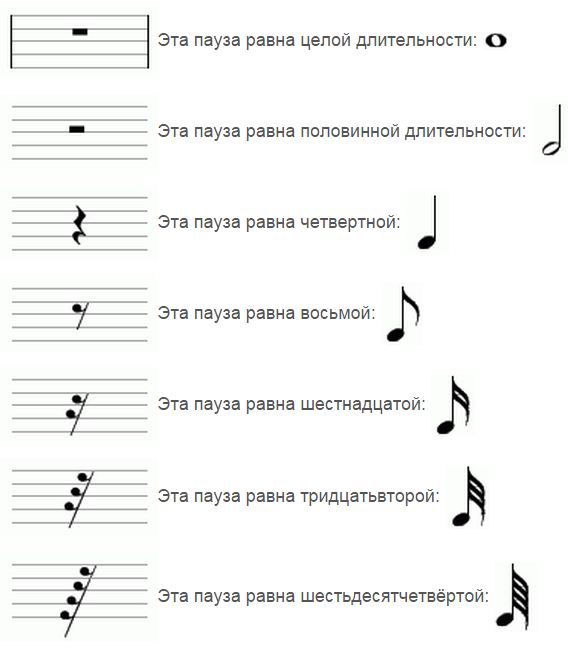 Эта пауза равна целой длительности:
Эта пауза равна половинной длительности:
Эта пауза равна четвертной:
Эта пауза равна восьмой:
Эта пауза равна шестнадцатой:
Эта пауза равна тридцатьвторой:
Эта пауза равна шестьдесятчетвёртой: